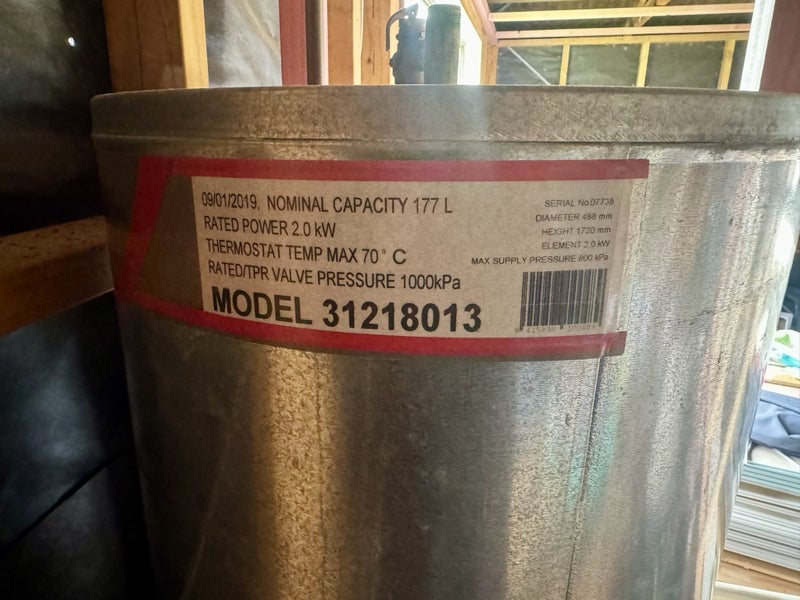 09/01/2019, NOMINAL CAPACITY 177 L
RATED POWER 2.0 kW
THERMOSTAT TEMP MAX 70° C
RATED/TPR VALVE PRESSURE 1000kPa
MODEL 31218013
SERIAL No.07738
DIAMETER 488 mm
HEIGHT 1720 mm
ELEMENT 2.0 kW
MAX SUPPLY PRESSURE 800 kPa